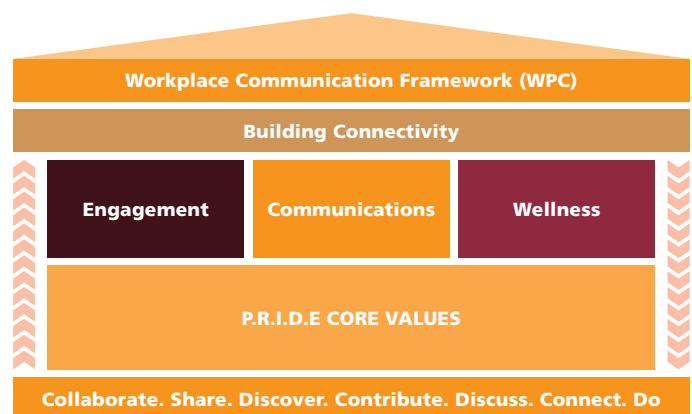 Workplace Communication Framework (WPC)
Building Connectivity
Engagement
Communications
Wellness
P.R.I.D.E CORE VALUES
Collaborate. Share. Discover. Contribute. Discuss. Connect. Do